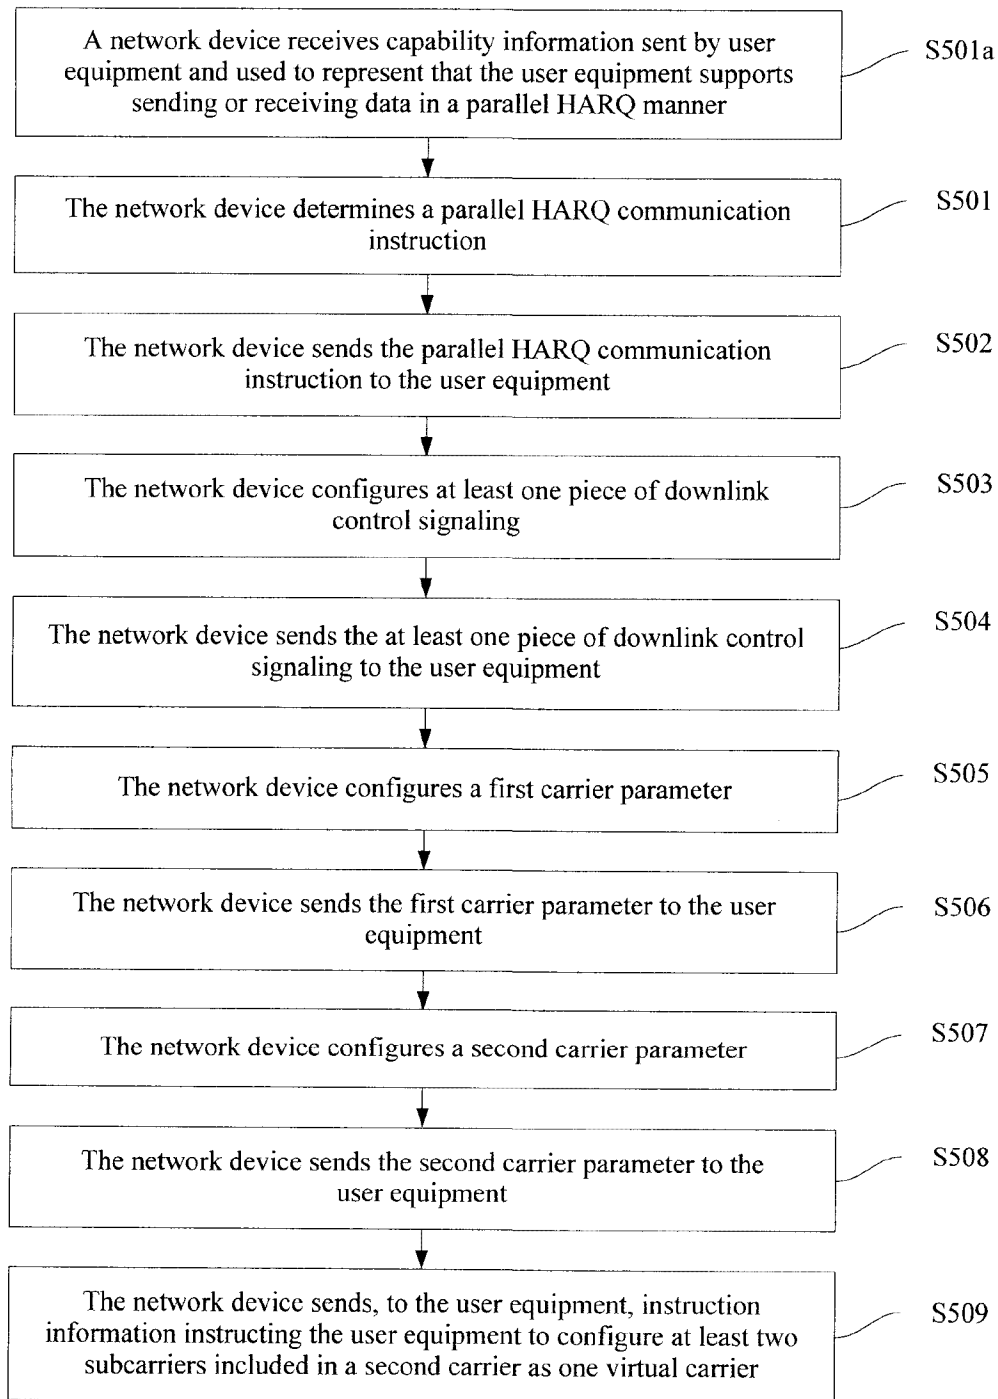 A network device receives capability information sent by user
equipment and used to represent that the user equipment supports
sending or receiving data in a parallel HARQ manner
S501a
The network device determines a parallel HARQ communication
instruction
S501
The network device sends the parallel HARQ communication
instruction to the user equipment
S502
The network device configures at least one piece of downlink
control signaling
S503
The network device sends the at least one piece of downlink control
signaling to the user equipment
S504
The network device configures a first carrier parameter
S505
The network device sends the first carrier parameter to the user
equipment
S506
The network device configures a second carrier parameter
S507
The network device sends the second carrier parameter to the
user equipment
S508
The network device sends, to the user equipment, instruction
information instructing the user equipment to configure at least two
subcarriers included in a second carrier as one virtual carrier
S509